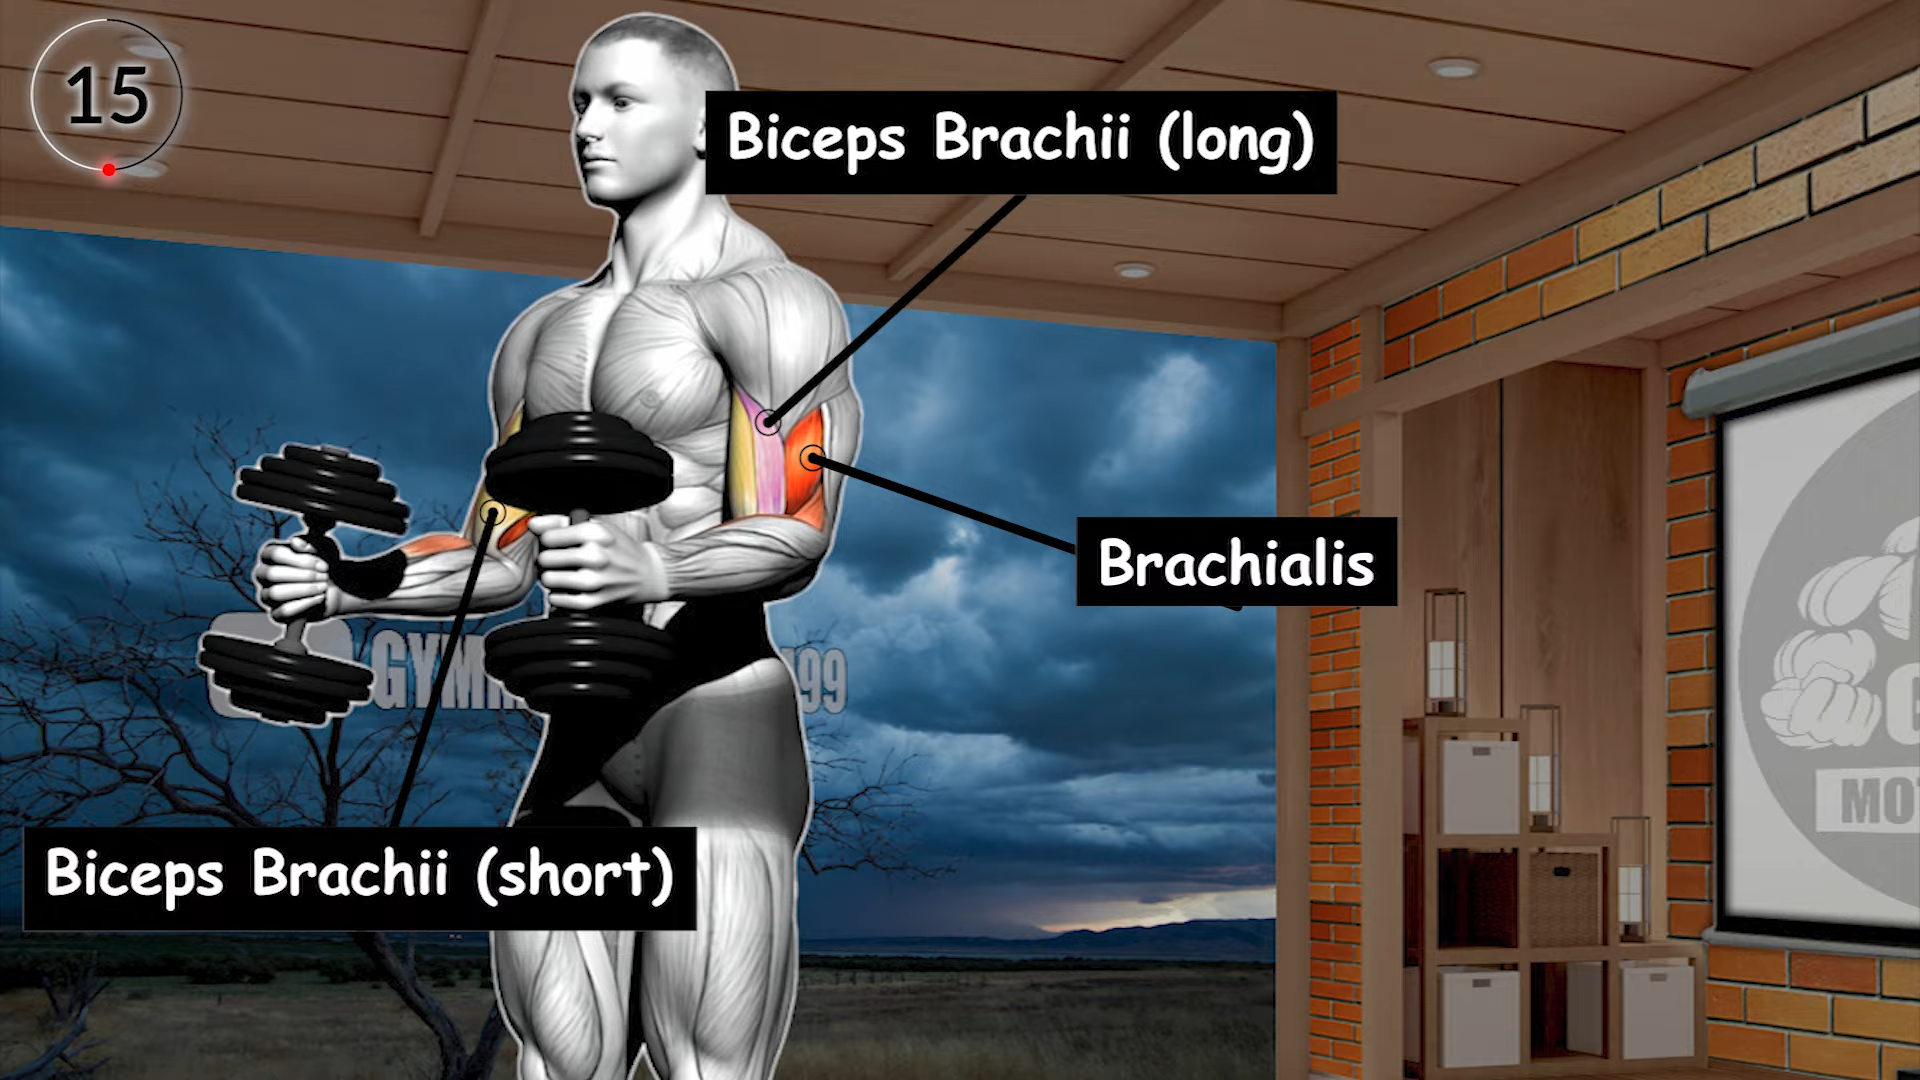 15
Biceps Brachii (long)
Brachialis
Biceps Brachii (short)